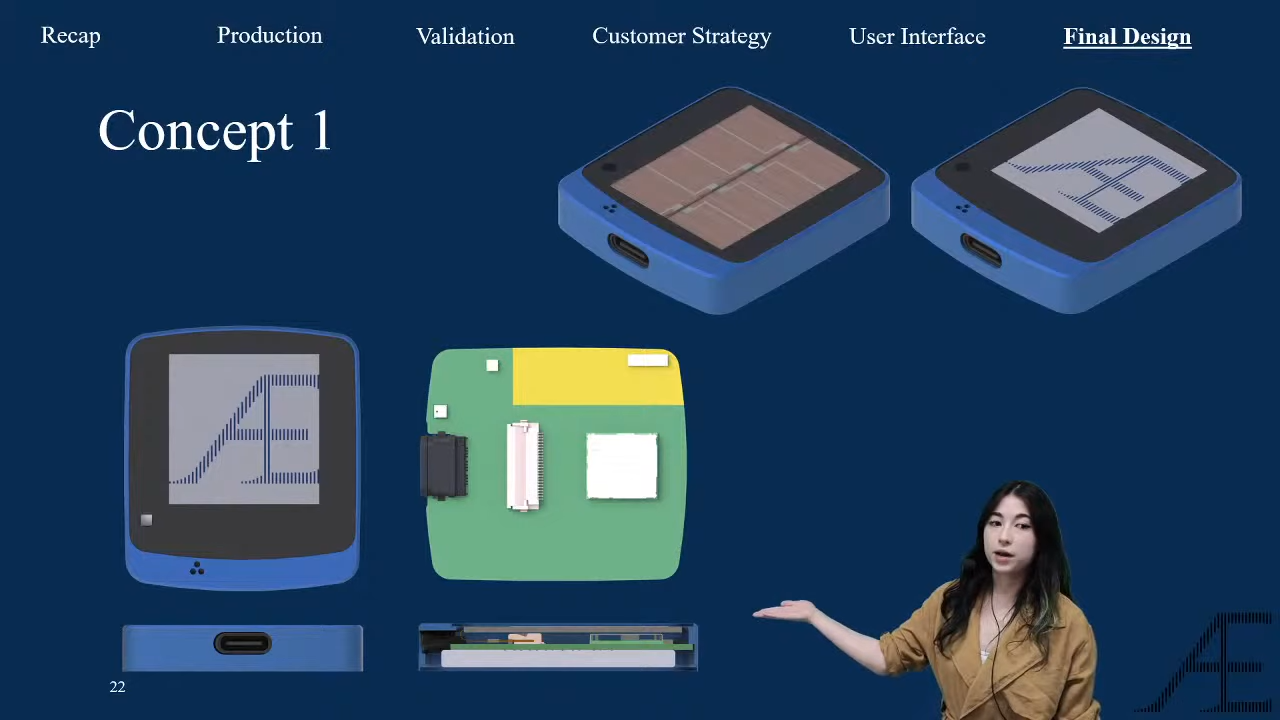 Recap
Production
Validation
Customer Strategy
User Interface
Final Design
Concept 1
Æ
Æ
22
Æ